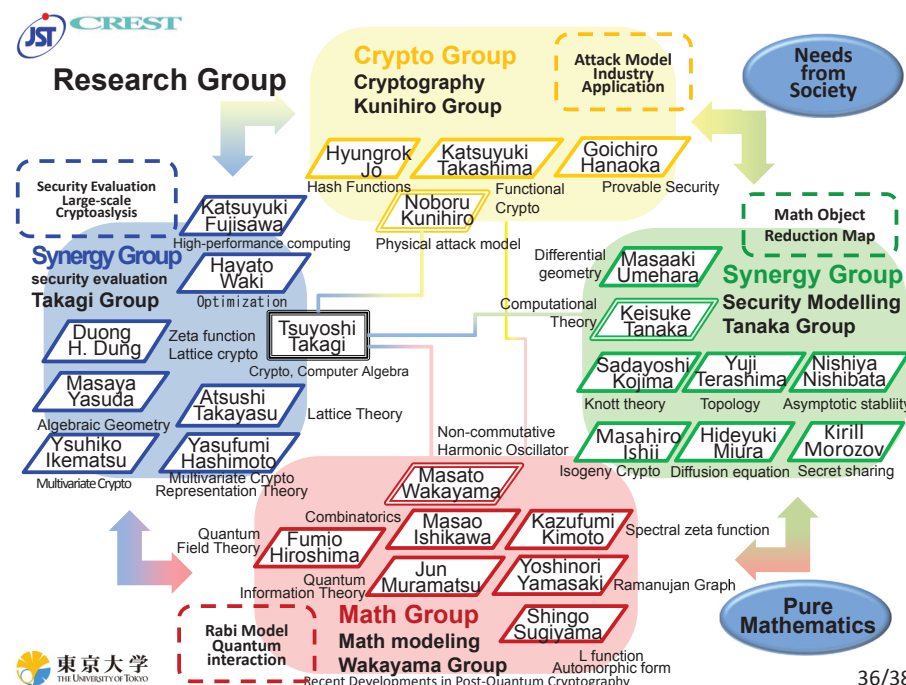 JST CREST
Research Group
Crypto Group
Cryptography
Kunihiro Group
Attack Model
Industry
Application
Needs
from
Society
Hyungrok
Jo
Hash Functions
Katsuyuki
Takashima
Functional
Crypto
Goichiro
Hanaoka
Provable Security
Noboru
Kunihiro
Physical attack model
Security Evaluation
Large-scale
Cryptoaslysis
Katsuyuki
Fujisawa
High-performance computing
Synergy Group
security evaluation
Takagi Group
Hayato
Waki
Optimization
Duong
H. Dung
Zeta function
Lattice crypto
Tsuyoshi
Takagi
Crypto, Computer Algebra
Masaya
Yasuda
Algebraic Geometry
Atsushi
Takayasu
Lattice Theory
Ysuhiko
Ikematsu
Multivariate Crypto
Yasufumi
Hashimoto
Multivariate Crypto
Representation Theory
Math Object
Reduction Map
Differential
geometry
Masaaki
Umehara
Synergy Group
Security Modelling
Tanaka Group
Computational
Theory
Keisuke
Tanaka
Sadayoshi
Kojima
Knott theory
Yuji
Terashima
Topology
Nishiya
Nishibata
Asymptotic stabliity
Masahiro
Ishii
Isogeny Crypto
Hideyuki
Miura
Diffusion equation
Kirill
Morozov
Secret sharing
Non-commutative
Harmonic Oscillator
Masato
Wakayama
Combinatorics
Masao
Ishikawa
Kazufumi
Kimoto
Spectral zeta function
Quantum
Field Theory
Fumio
Hiroshima
Quantum
Information Theory
Jun
Muramatsu
Yoshinori
Yamasaki
Ramanujan Graph
Math Group
Math modeling
Wakayama Group
Shingo
Sugiyama
L function
Automorphic form
Rabi Model
Quantum
interaction
Pure
Mathematics
東京大学
THE UNIVERSITY OF TOKYO
Recent Developments in Post-Quantum Cryptography
36/38